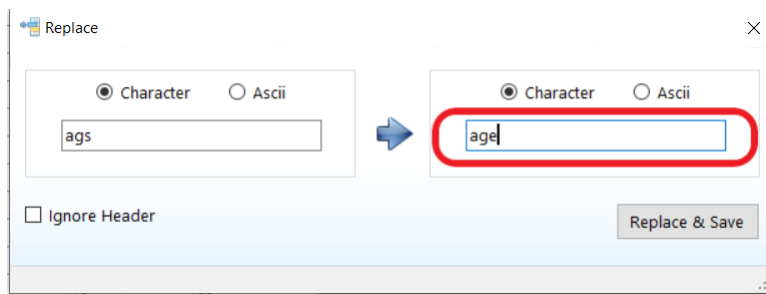 Replace
Character Ascii Character Ascii
ags age
Ignore Header
Replace & Save